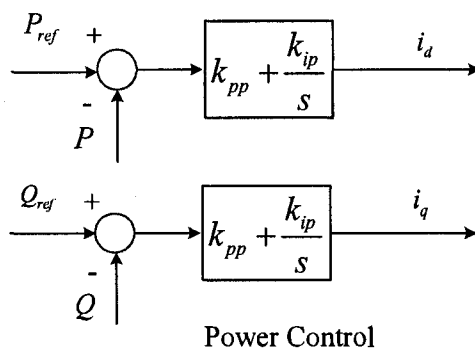 P_ref + k_pp + k_ip/s i_d
-
P
Q_ref + k_pp + k_ip/s i_q
-
Q
Power Control